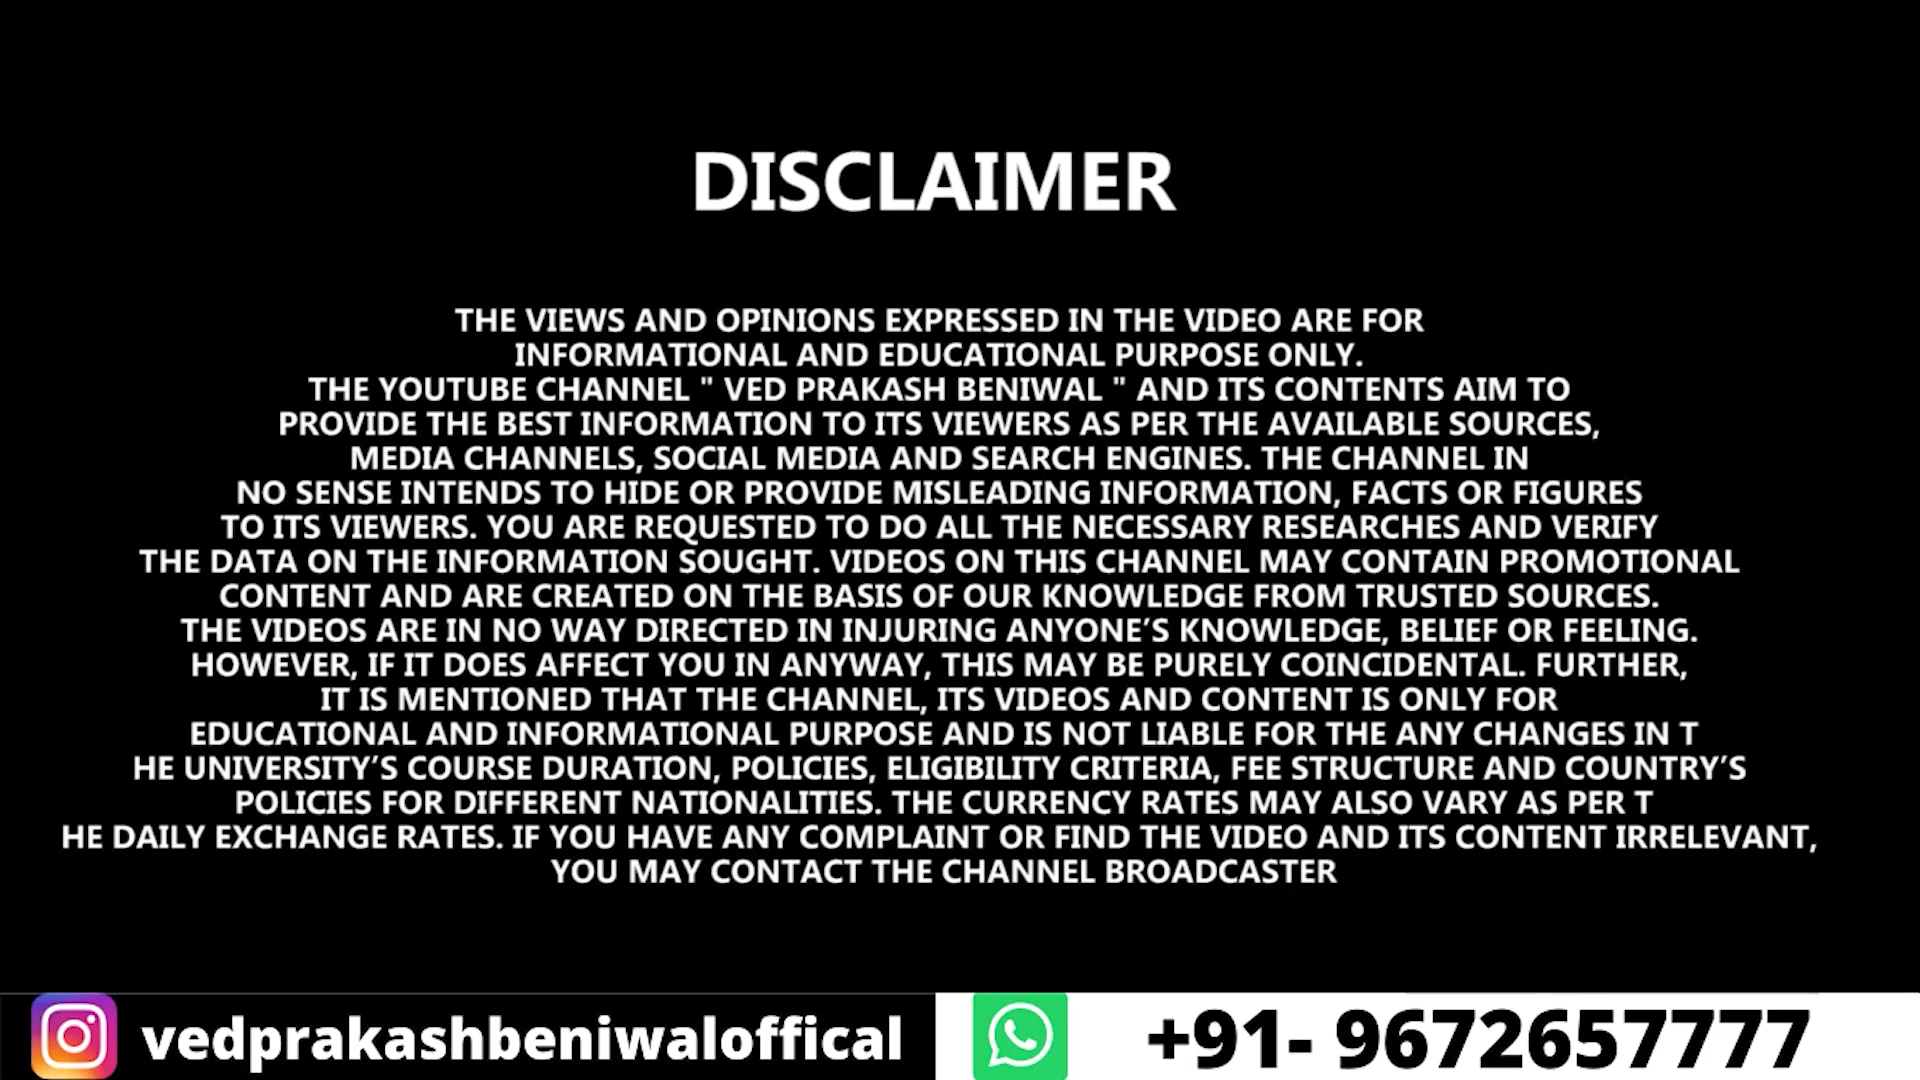 DISCLAIMER
THE VIEWS AND OPINIONS EXPRESSED IN THE VIDEO ARE FOR
INFORMATIONAL AND EDUCATIONAL PURPOSE ONLY.
THE YOUTUBE CHANNEL " VED PRAKASH BENIWAL " AND ITS CONTENTS AIM TO
PROVIDE THE BEST INFORMATION TO ITS VIEWERS AS PER THE AVAILABLE SOURCES,
MEDIA CHANNELS, SOCIAL MEDIA AND SEARCH ENGINES. THE CHANNEL IN
NO SENSE INTENDS TO HIDE OR PROVIDE MISLEADING INFORMATION, FACTS OR FIGURES
TO ITS VIEWERS. YOU ARE REQUESTED TO DO ALL THE NECESSARY RESEARCHES AND VERIFY
THE DATA ON THE INFORMATION SOUGHT. VIDEOS ON THIS CHANNEL MAY CONTAIN PROMOTIONAL
CONTENT AND ARE CREATED ON THE BASIS OF OUR KNOWLEDGE FROM TRUSTED SOURCES.
THE VIDEOS ARE IN NO WAY DIRECTED IN INJURING ANYONE’S KNOWLEDGE, BELIEF OR FEELING.
HOWEVER, IF IT DOES AFFECT YOU IN ANYWAY, THIS MAY BE PURELY COINCIDENTAL. FURTHER,
IT IS MENTIONED THAT THE CHANNEL, ITS VIDEOS AND CONTENT IS ONLY FOR
EDUCATIONAL AND INFORMATIONAL PURPOSE AND IS NOT LIABLE FOR THE ANY CHANGES IN T
HE UNIVERSITY’S COURSE DURATION, POLICIES, ELIGIBILITY CRITERIA, FEE STRUCTURE AND COUNTRY’S
POLICIES FOR DIFFERENT NATIONALITIES. THE CURRENCY RATES MAY ALSO VARY AS PER T
HE DAILY EXCHANGE RATES. IF YOU HAVE ANY COMPLAINT OR FIND THE VIDEO AND ITS CONTENT IRRELEVANT,
YOU MAY CONTACT THE CHANNEL BROADCASTER
vedprakashbeniwaloffical
+91- 9672657777